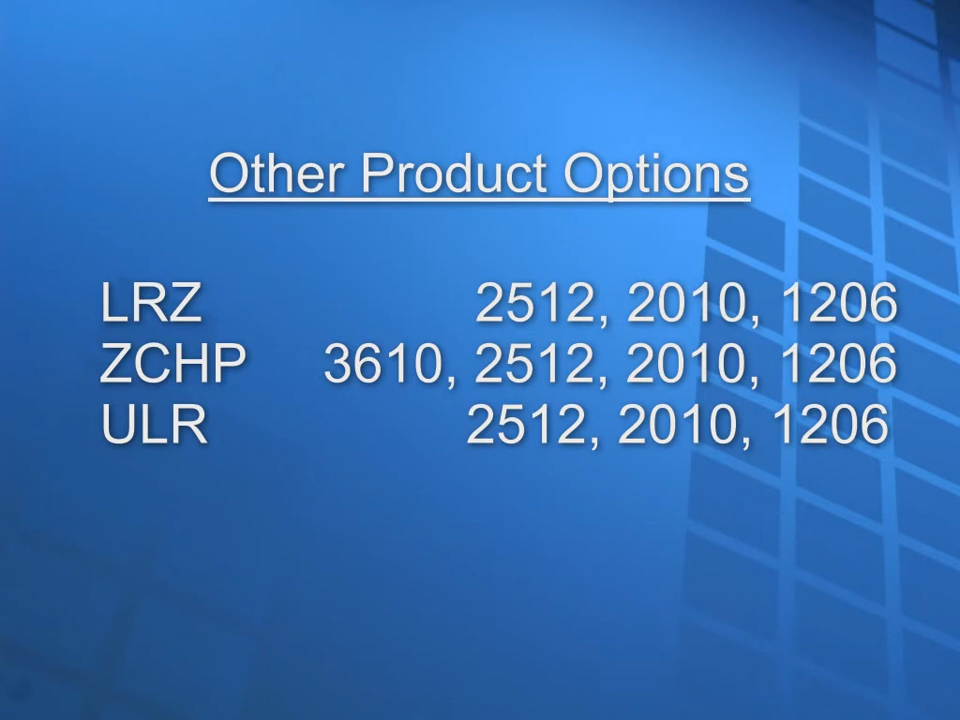 Other Product Options
LRZ 2512, 2010, 1206
ZCHP 3610, 2512, 2010, 1206
ULR 2512, 2010, 1206